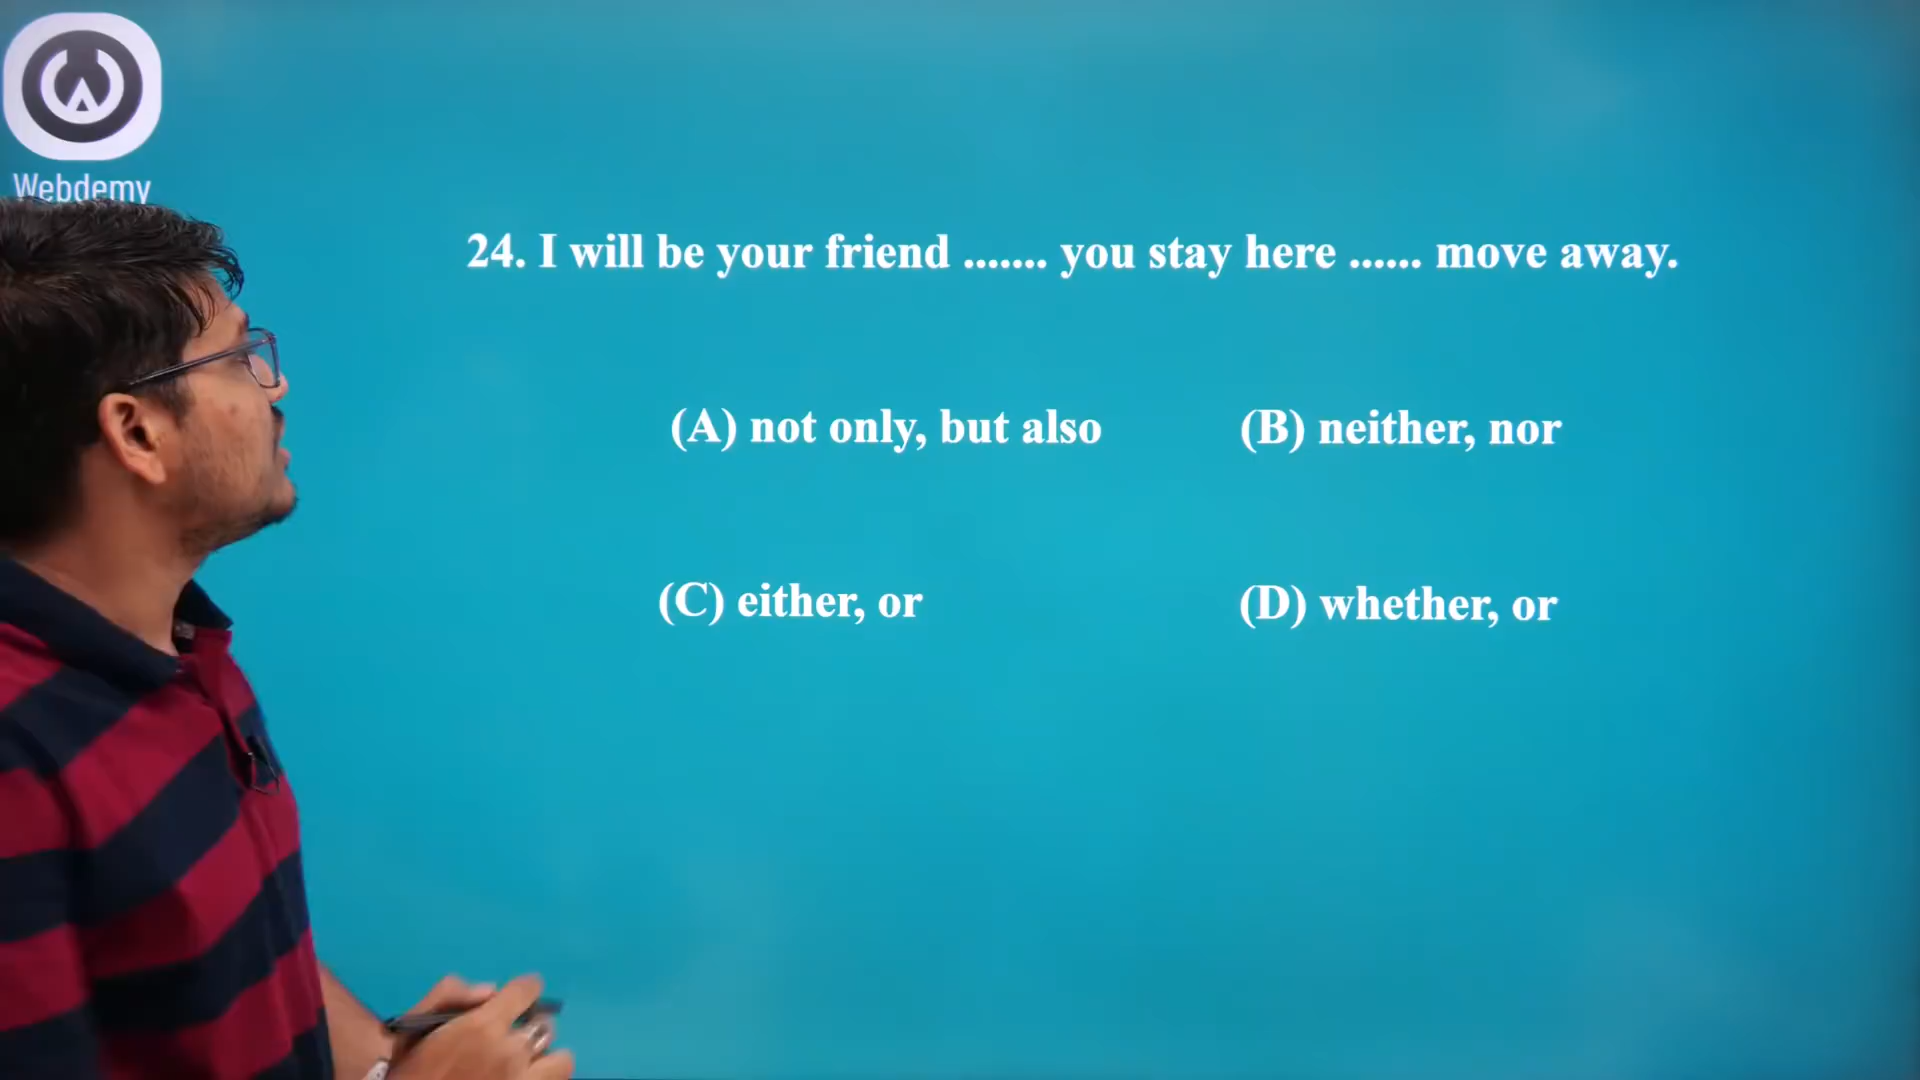 Webdemy
24. I will be your friend ....... you stay here ...... move away.
(A) not only, but also (B) neither, nor
(C) either, or (D) whether, or